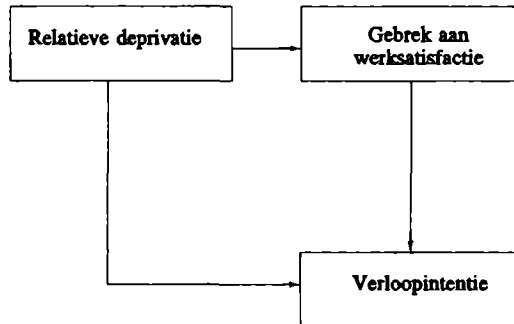 Relatieve deprivatie
Gebrek aan
werksatisfactie
Verloopintentie